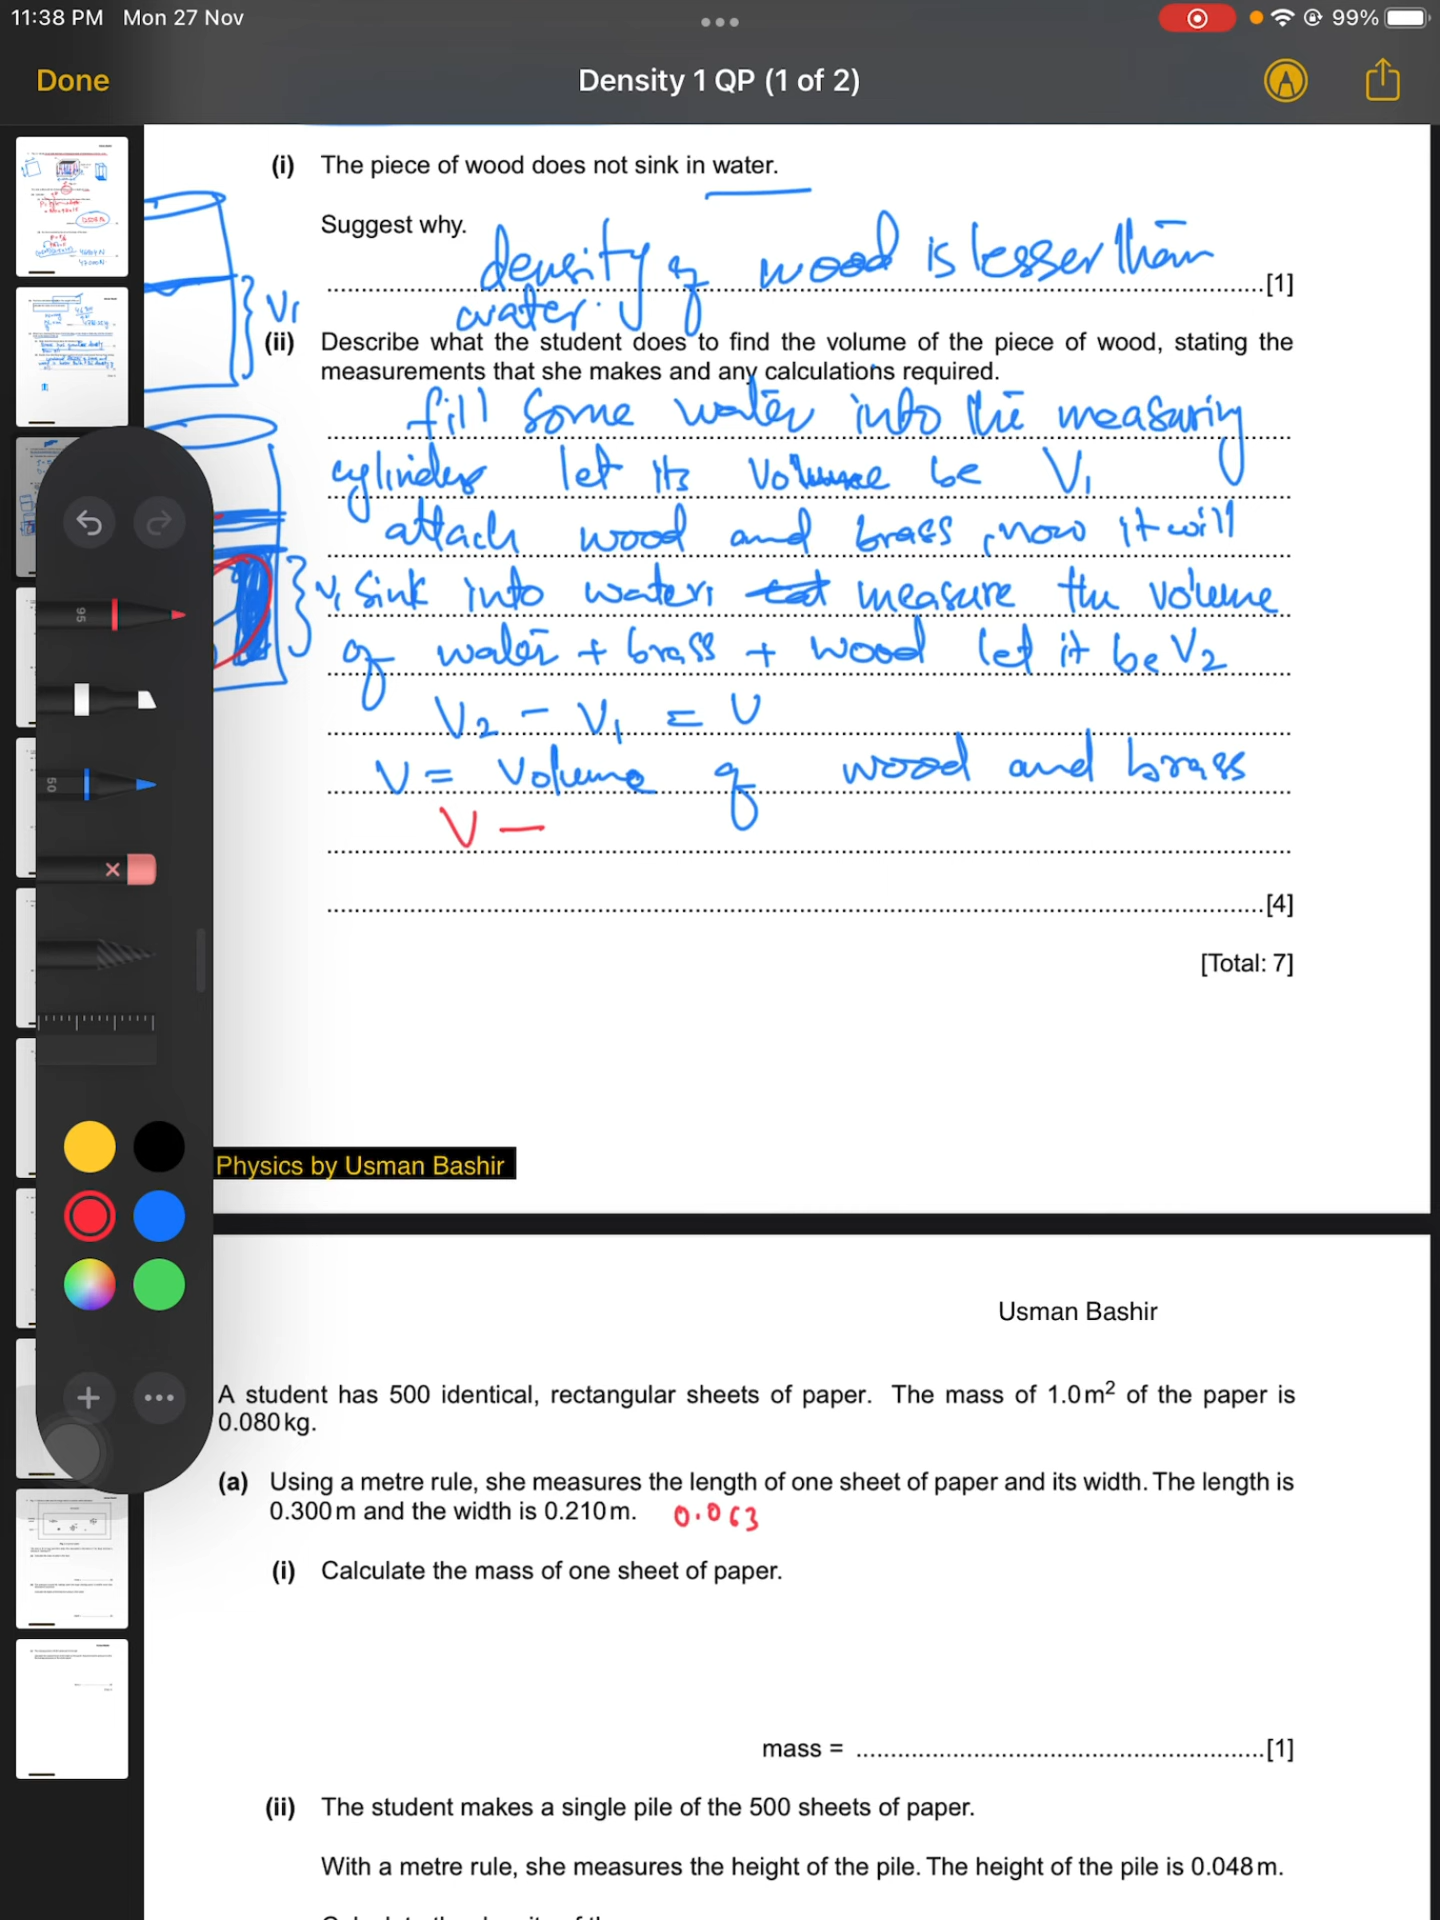 11:38 PM Mon 27 Nov
99%
Done
Density 1 QP (1 of 2)
(i) The piece of wood does not sink in water.
Suggest why.
density of wood is lesser than
water.
[1]
V1
(ii) Describe what the student does to find the volume of the piece of wood, stating the
measurements that she makes and any calculations required.
fill some water into the measuring
cylinder let its volume be V1
attach wood and brass, now it will
V1
sink into water, measure the volume
of water + brass + wood let it be V2
V2 - V1 = V
V = Volume of wood and brass
V -
[4]
[Total: 7]
95
50
Physics by Usman Bashir
Usman Bashir
A student has 500 identical, rectangular sheets of paper. The mass of 1.0 m² of the paper is
0.080 kg.
(a) Using a metre rule, she measures the length of one sheet of paper and its width. The length is
0.300 m and the width is 0.210 m. 0.063
(i) Calculate the mass of one sheet of paper.
mass = [1]
(ii) The student makes a single pile of the 500 sheets of paper.
With a metre rule, she measures the height of the pile. The height of the pile is 0.048 m.